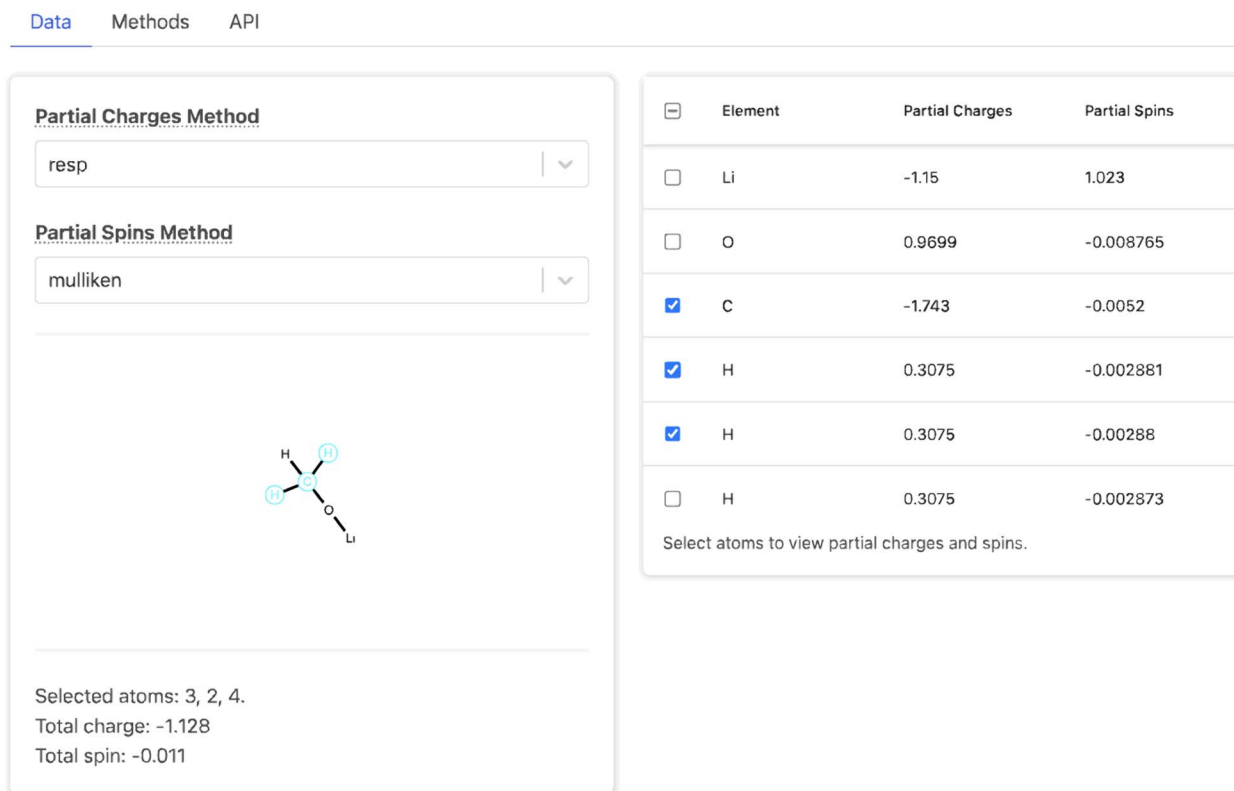 Data Methods API
Partial Charges Method
resp
Partial Spins Method
mulliken
H H
C
H
O
Li
Selected atoms: 3, 2, 4.
Total charge: -1.128
Total spin: -0.011
Element Partial Charges Partial Spins
Li -1.15 1.023
O 0.9699 -0.008765
C -1.743 -0.0052
H 0.3075 -0.002881
H 0.3075 -0.00288
H 0.3075 -0.002873
Select atoms to view partial charges and spins.